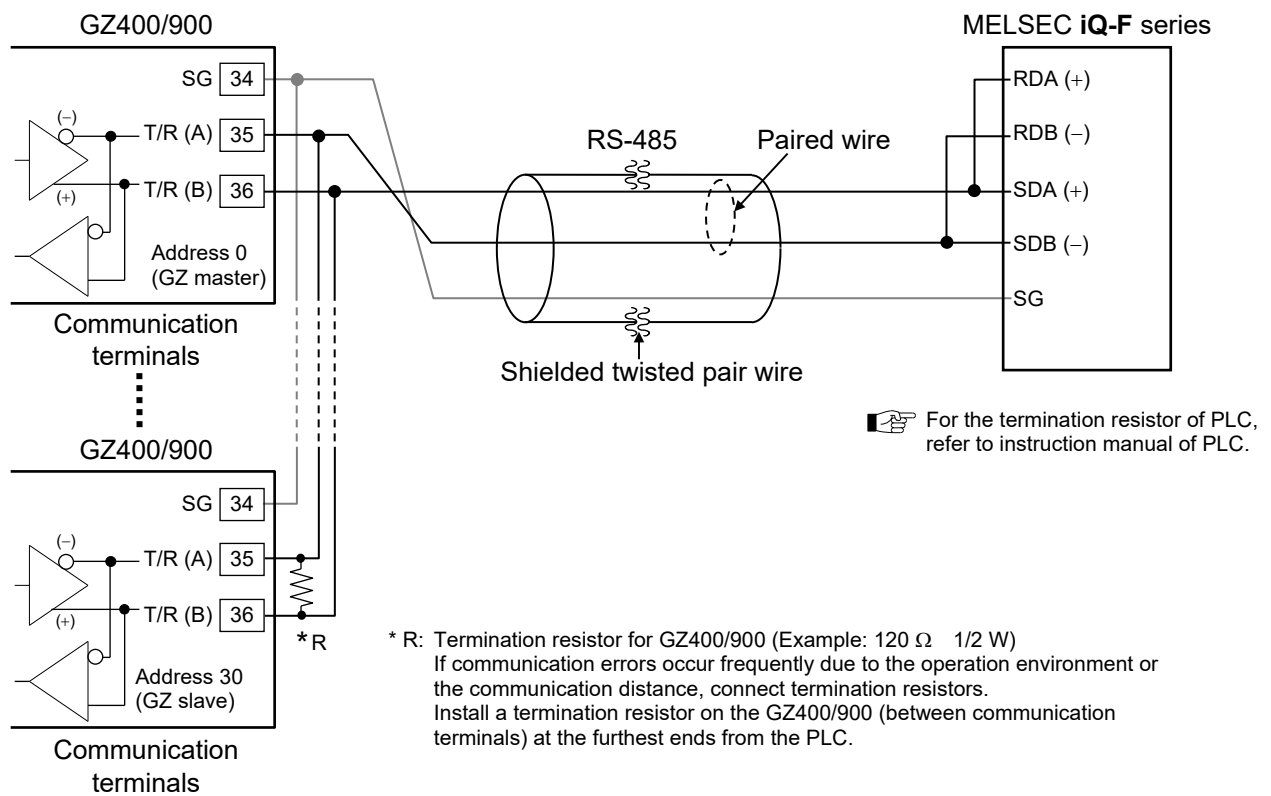 GZ400/900
MELSEC iQ-F series
SG 34
(−)
T/R (A) 35
T/R (B) 36
(+)
Address 0
(GZ master)
Communication
terminals
RS-485
Paired wire
Shielded twisted pair wire
RDA (+)
RDB (−)
SDA (+)
SDB (−)
SG
For the termination resistor of PLC,
refer to instruction manual of PLC.
GZ400/900
SG 34
(−)
T/R (A) 35
T/R (B) 36
(+)
*R
Address 30
(GZ slave)
Communication
terminals
* R: Termination resistor for GZ400/900 (Example: 120 Ω 1/2 W)
If communication errors occur frequently due to the operation environment or
the communication distance, connect termination resistors.
Install a termination resistor on the GZ400/900 (between communication
terminals) at the furthest ends from the PLC.